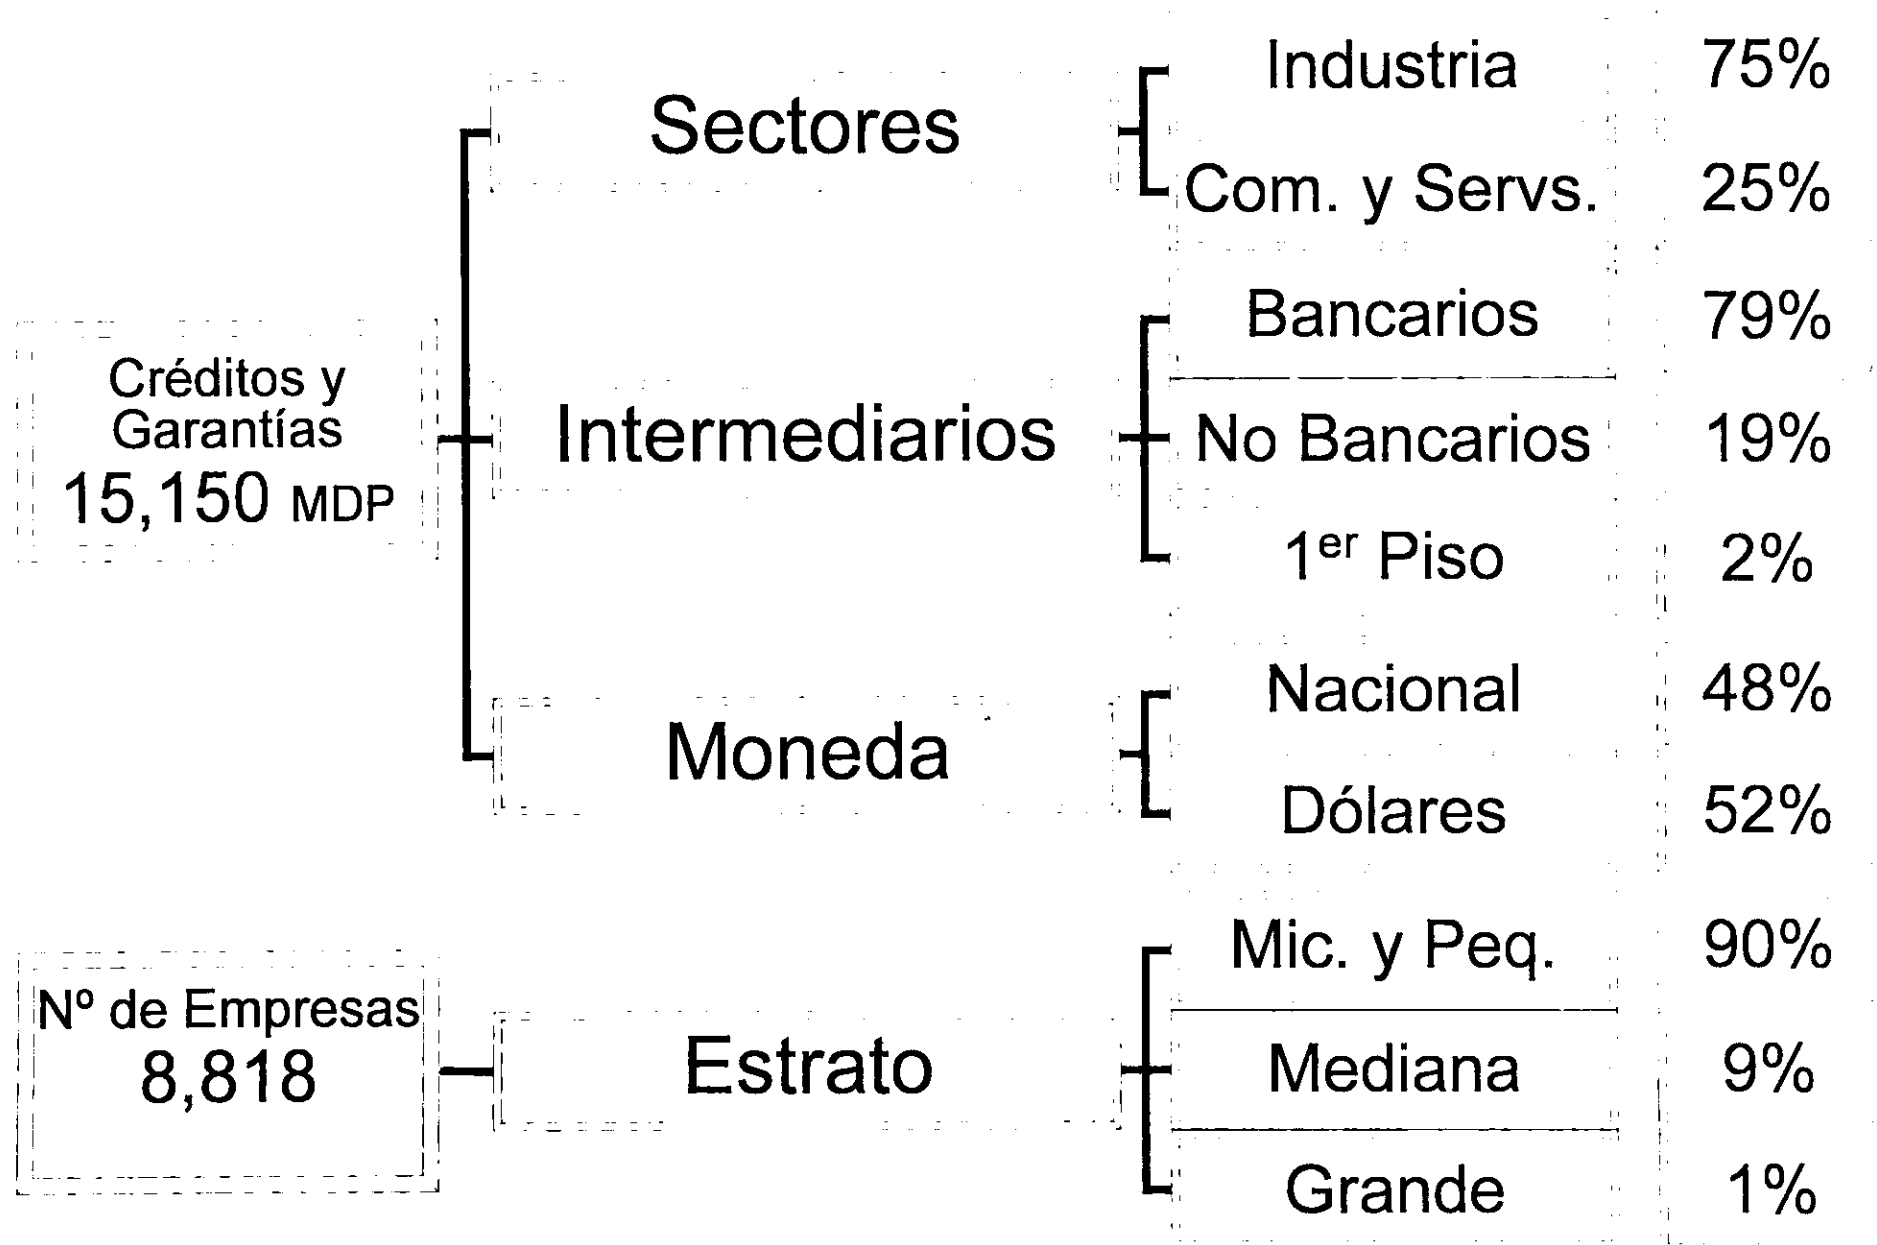 Créditos y
Garantías
15,150 MDP
Sectores
Industria 75%
Com. y Servs. 25%
Intermediarios
Bancarios 79%
No Bancarios 19%
1er Piso 2%
Moneda
Nacional 48%
Dólares 52%
Nº de Empresas
8,818
Estrato
Mic. y Peq. 90%
Mediana 9%
Grande 1%